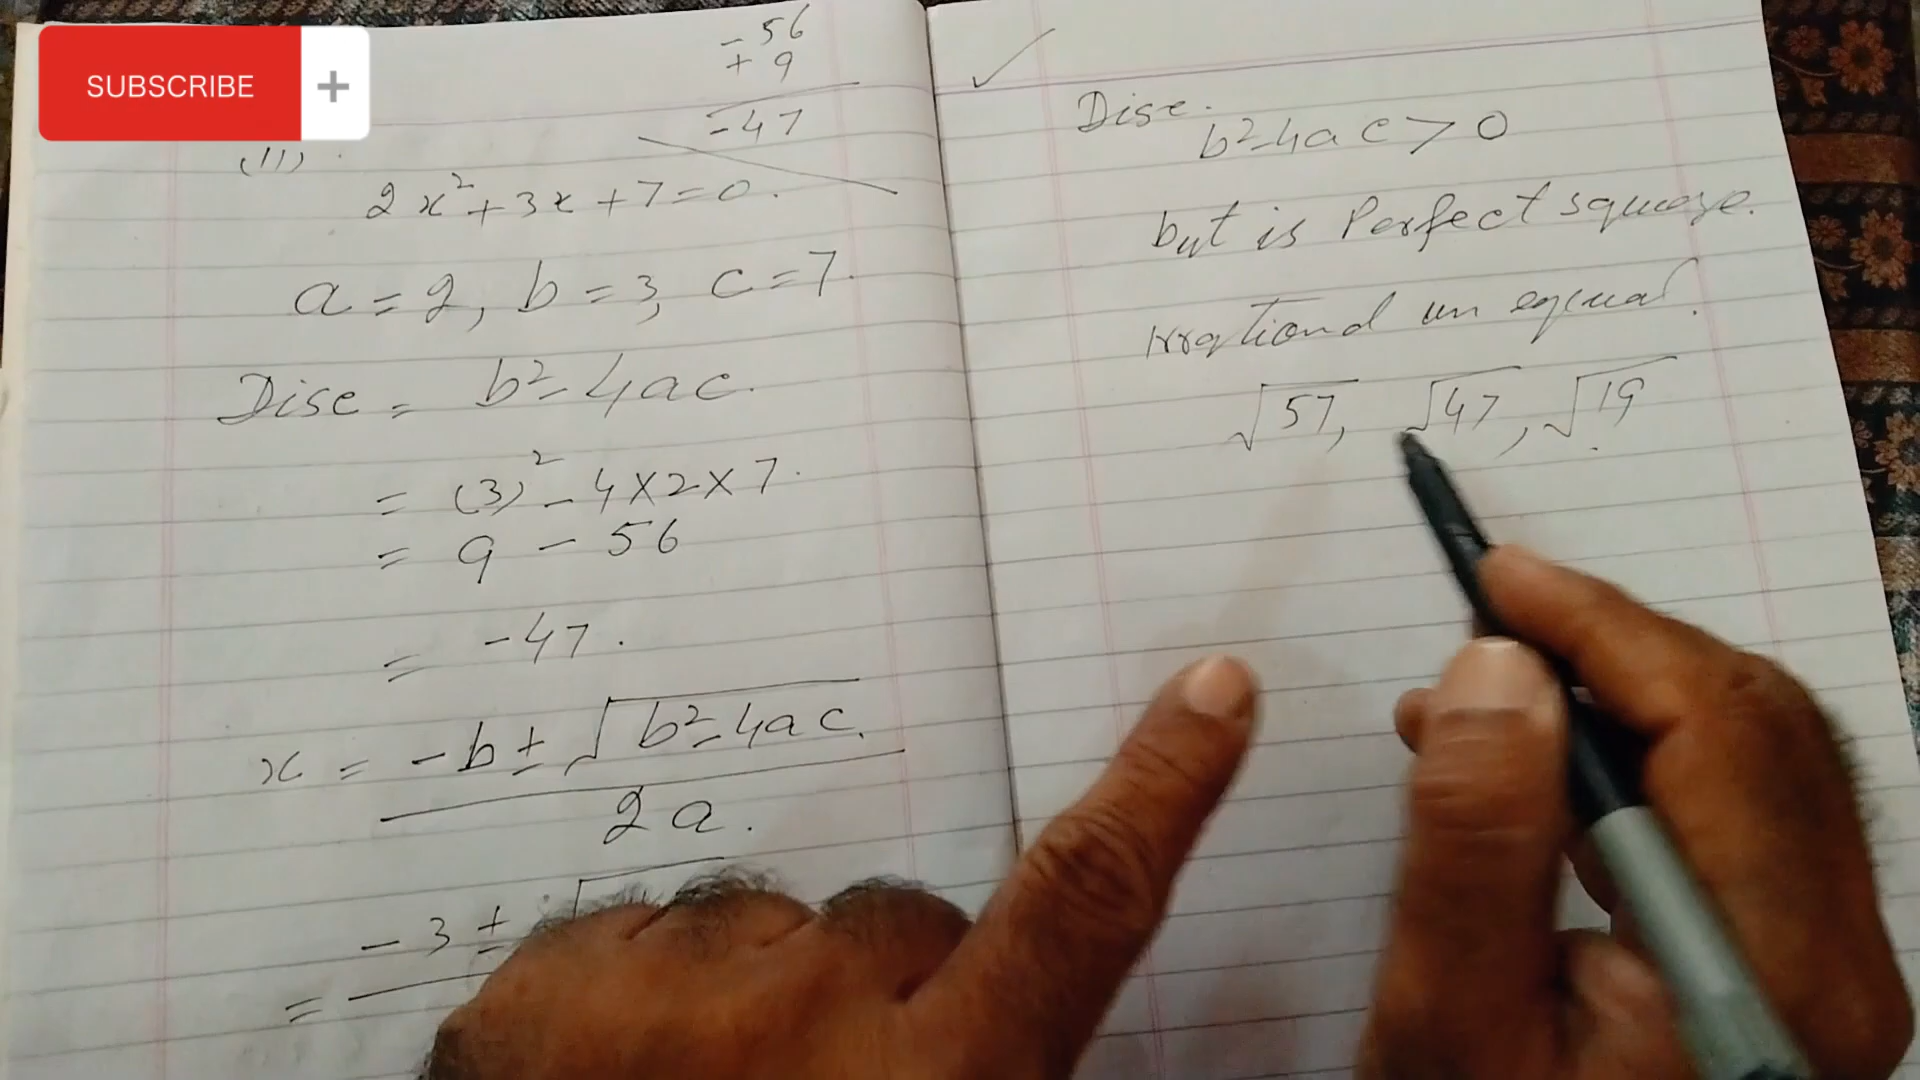 SUBSCRIBE +
- 56
+ 9
- 47
(II)
2x²+3x+7=0.
a=2, b=3, c=7.
Disc = b²-4ac.
= (3)²-4×2×7.
= 9 - 56
= -47.
x = -b±√b²-4ac.
2a.
-3±√
=
✓
Disc.
b²-4ac>0
but is Perfect square.
Irrational un equal.
√57, √47, √19